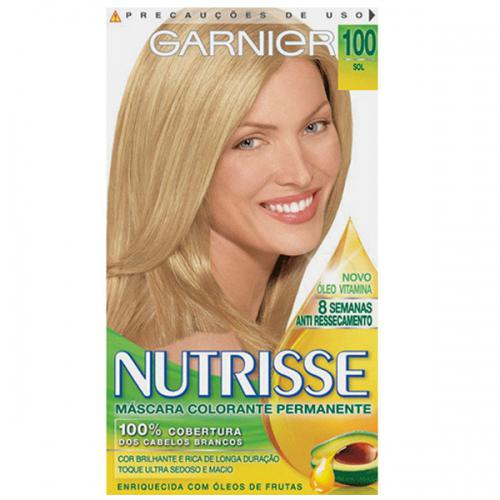 PRECAUÇÕES DE USO
GARNIER
100
SOL
NOVO
ÓLEO VITAMINA
8 SEMANAS
ANTI RESSECAMENTO
NUTRISSE
MÁSCARA COLORANTE PERMANENTE
100% COBERTURA
DOS CABELOS BRANCOS
COR BRILHANTE E RICA DE LONGA DURAÇÃO
TOQUE ULTRA SEDOSO E MACIO
ENRIQUECIDA COM ÓLEOS DE FRUTAS